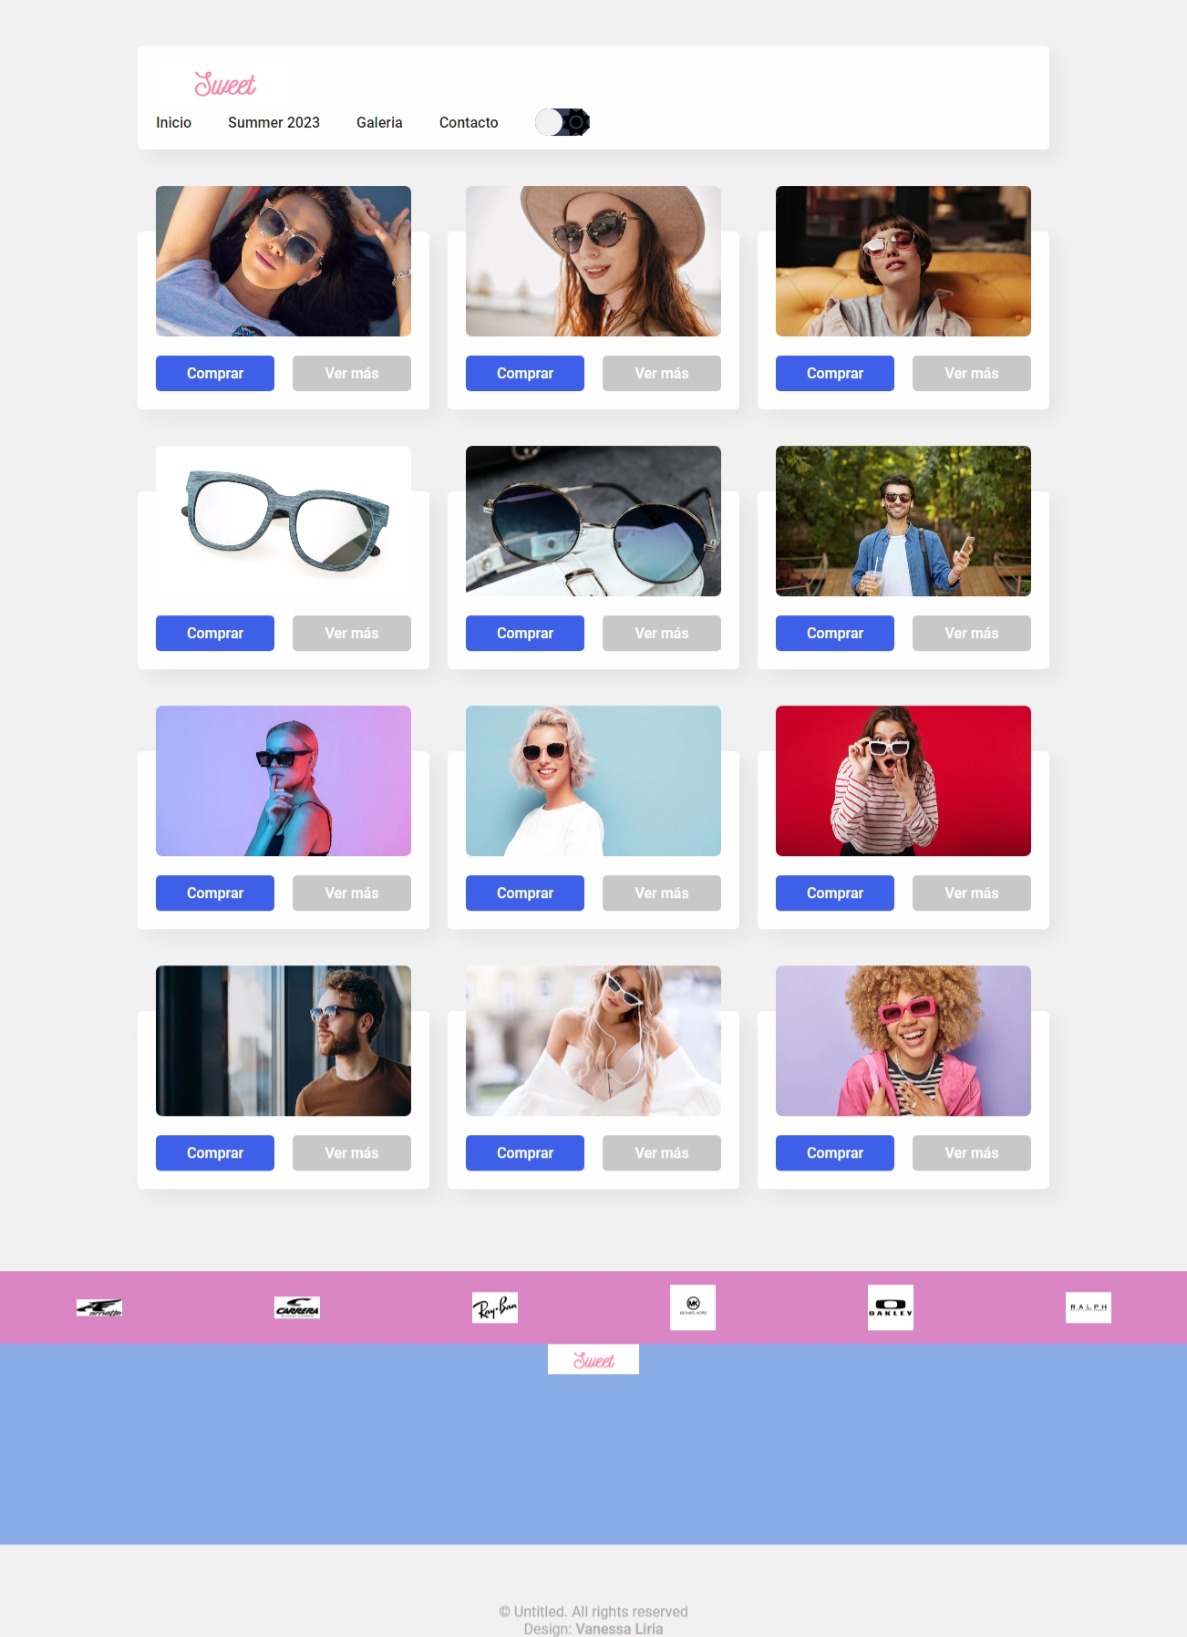 Sweet
Inicio Summer 2023 Galeria Contacto
Comprar Ver más Comprar Ver más Comprar Ver más
Comprar Ver más Comprar Ver más Comprar Ver más
Comprar Ver más Comprar Ver más Comprar Ver más
Comprar Ver más Comprar Ver más Comprar Ver más
arnette CARRERA Ray-Ban MK OAKLEY RALPH
MICHAEL KORS
Sweet
© Untitled. All rights reserved
Design: Vanessa Liria